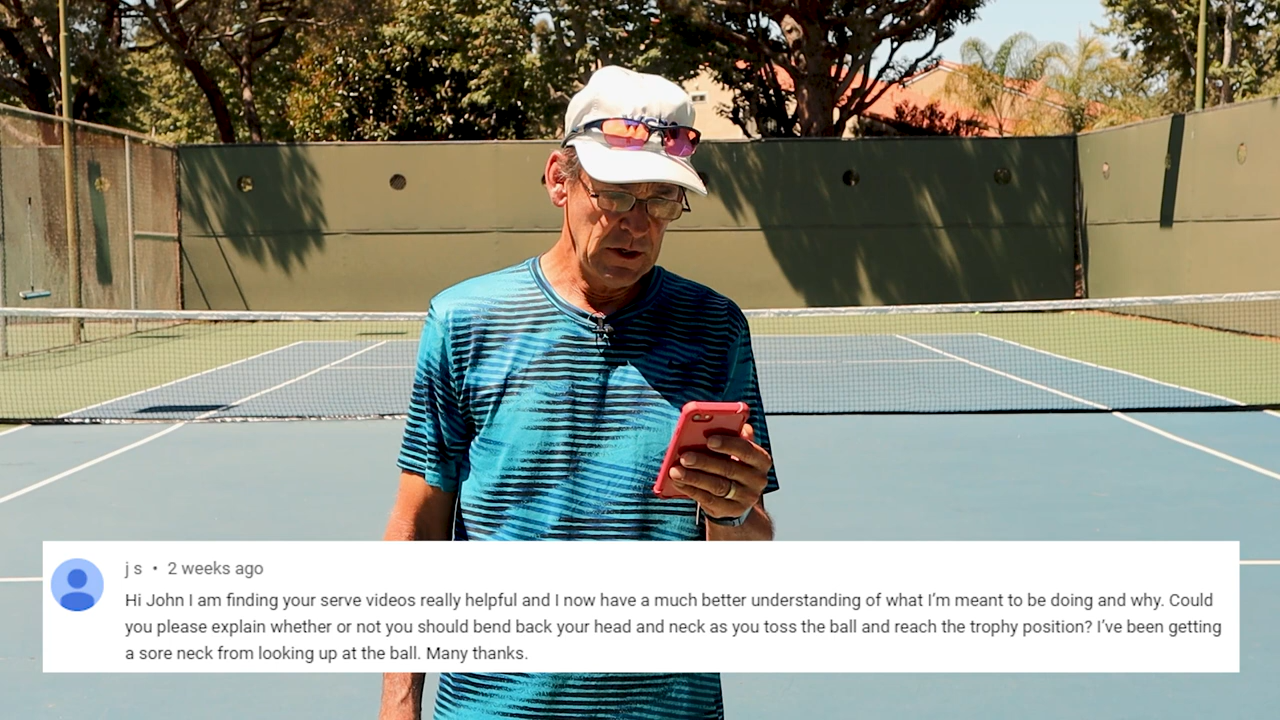 j s • 2 weeks ago
Hi John I am finding your serve videos really helpful and I now have a much better understanding of what I'm meant to be doing and why. Could
you please explain whether or not you should bend back your head and neck as you toss the ball and reach the trophy position? I've been getting
a sore neck from looking up at the ball. Many thanks.